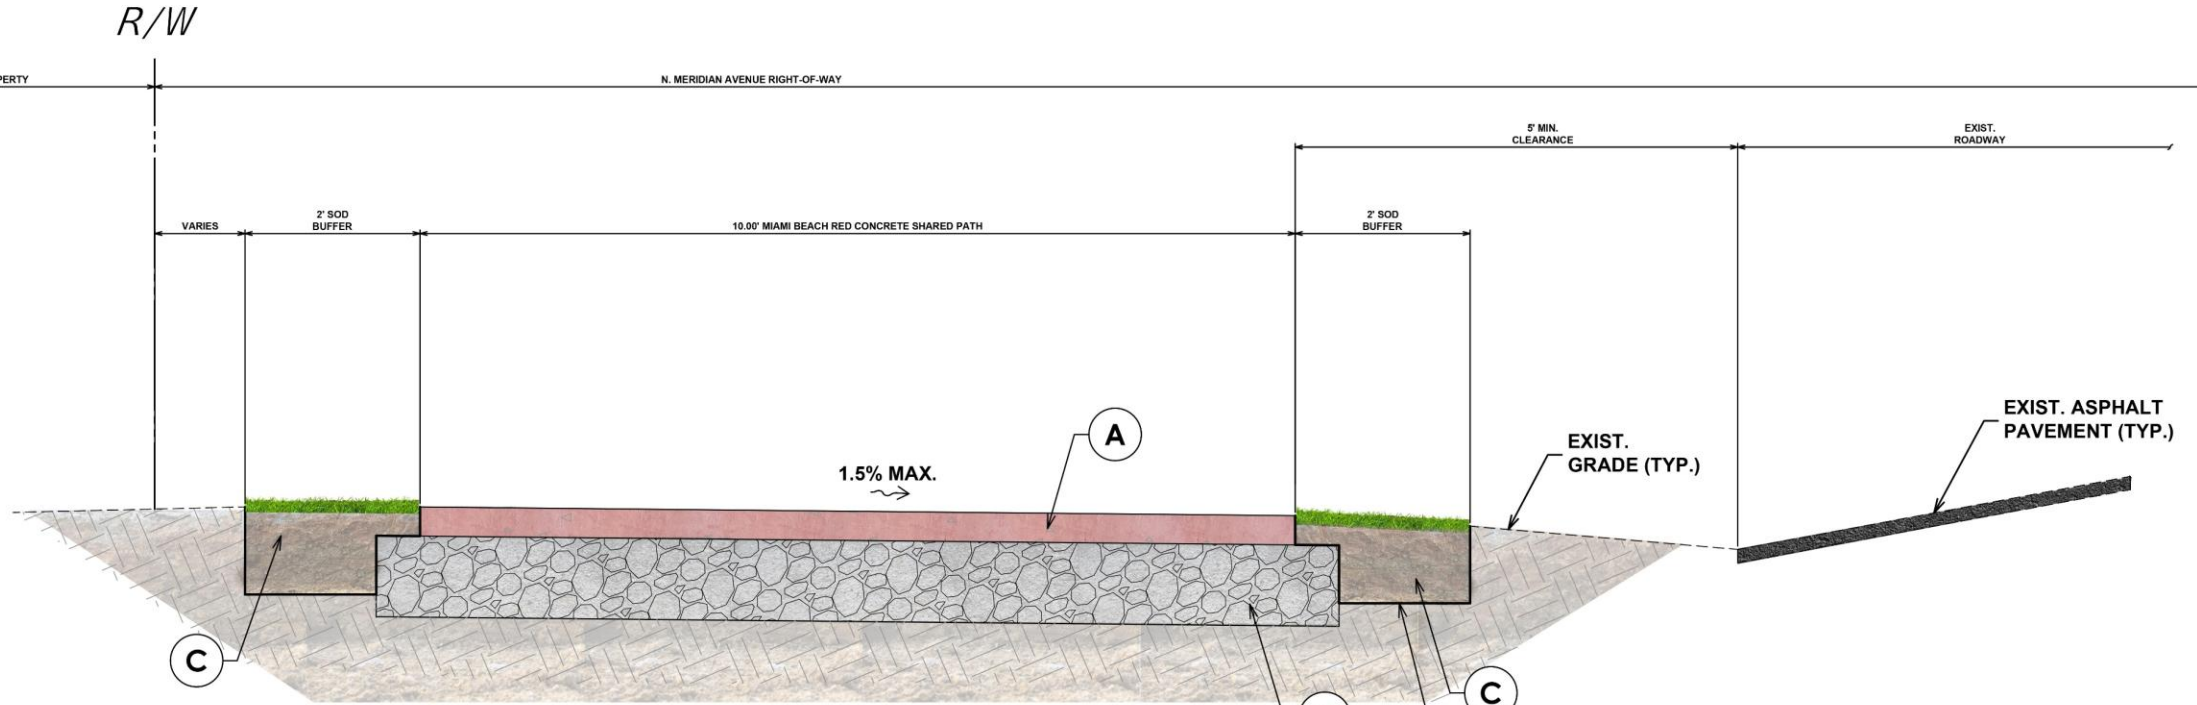 R/W
PERTY
N. MERIDIAN AVENUE RIGHT-OF-WAY
5' MIN.
CLEARANCE
EXIST.
ROADWAY
VARIES
2' SOD
BUFFER
10.00' MIAMI BEACH RED CONCRETE SHARED PATH
2' SOD
BUFFER
A
1.5% MAX.
EXIST.
GRADE (TYP.)
EXIST. ASPHALT
PAVEMENT (TYP.)
C
C